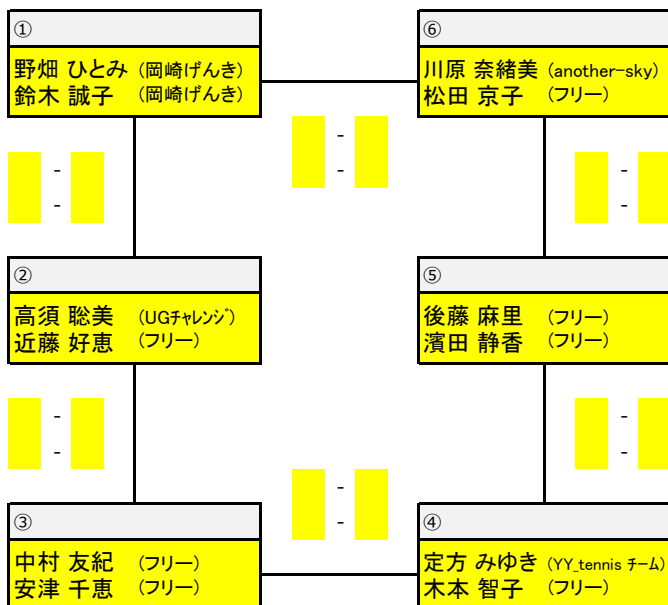 ①
野畑 ひとみ (岡崎げんき)
鈴木 誠子 (岡崎げんき)
⑥
川原 奈緒美 (another-sky)
松田 京子 (フリー)
-
-
-
-
-
-
②
高須 聡美 (UGチャレンジ)
近藤 好恵 (フリー)
⑤
後藤 麻里 (フリー)
濱田 静香 (フリー)
-
-
-
-
-
-
③
中村 友紀 (フリー)
安津 千恵 (フリー)
④
定方 みゆき (YY_tennis チーム)
木本 智子 (フリー)